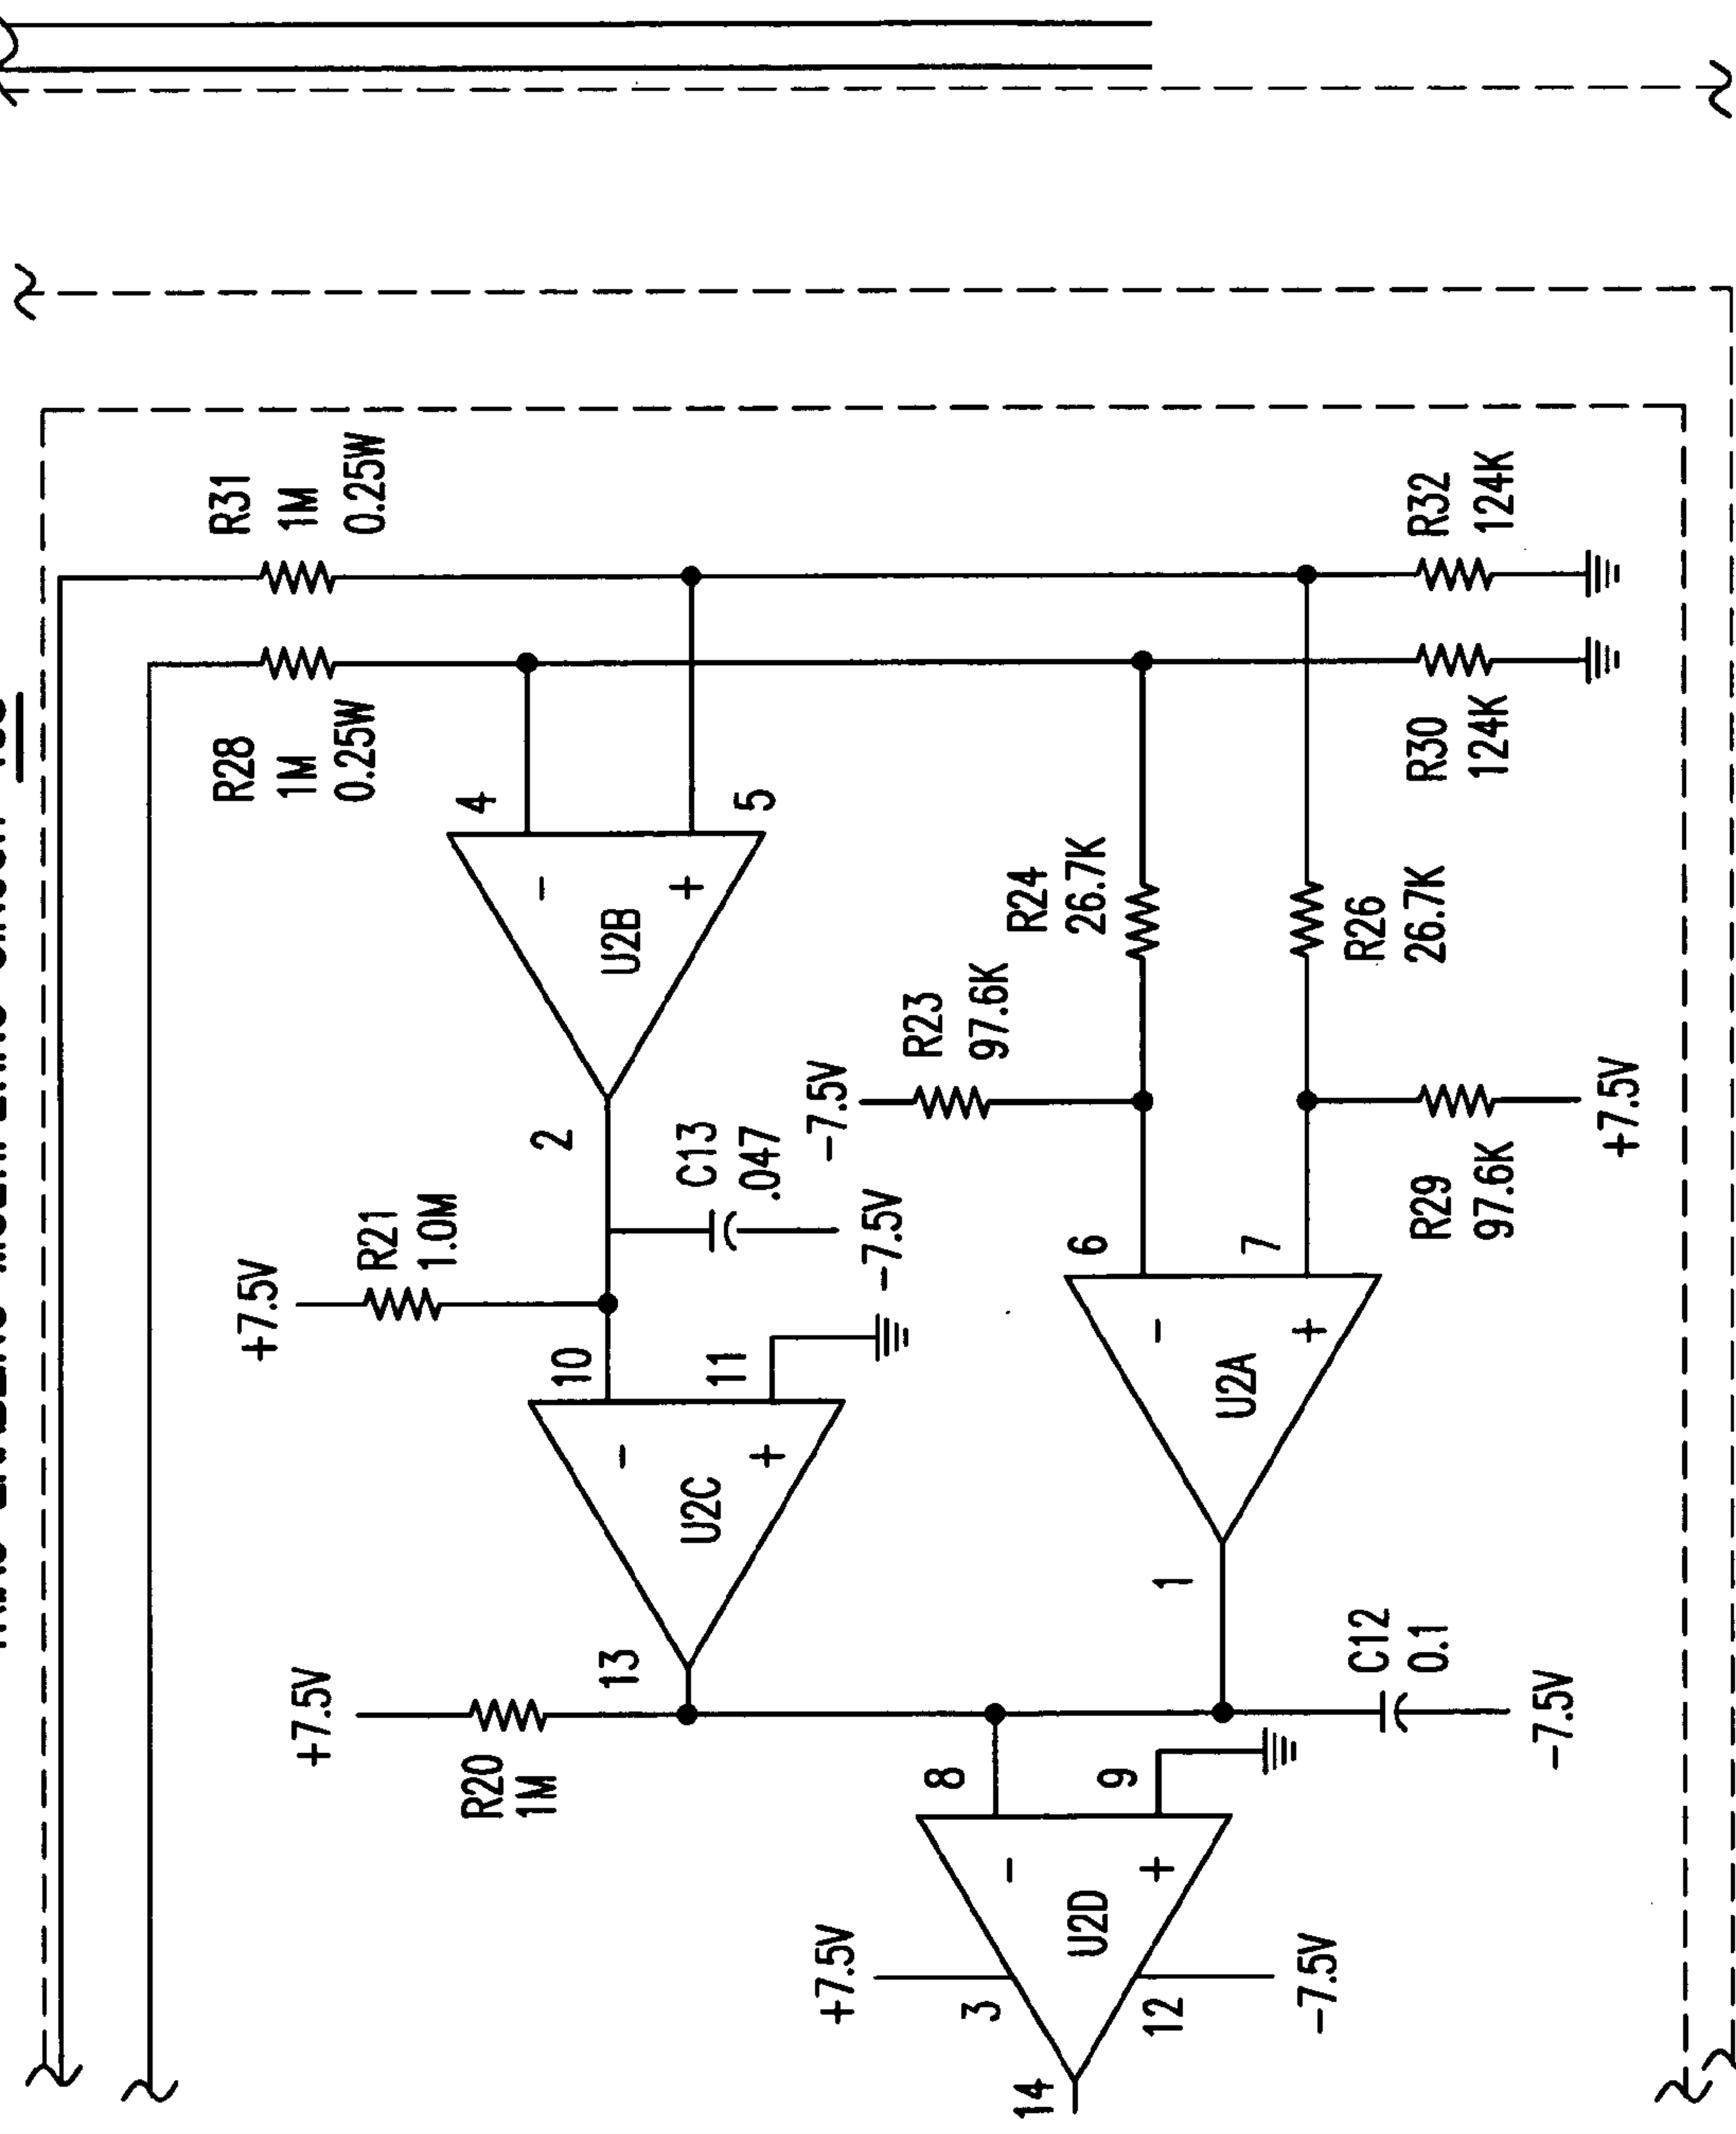 R31
1M
0.25W
R28
1M
0.25W
4
5
-
+
U2B
2
+7.5V
R21
1.0M
C13
.047
-7.5V
10
11
-
+
U2C
13
+7.5V
R20
1M
R24
26.7K
R23
97.6K
-7.5V
R26
26.7K
R32
124K
R30
124K
R29
97.6K
+7.5V
6
7
-
+
U2A
1
C12
0.1
-7.5V
8
9
-
+
U2D
+7.5V
3
12
-7.5V
14